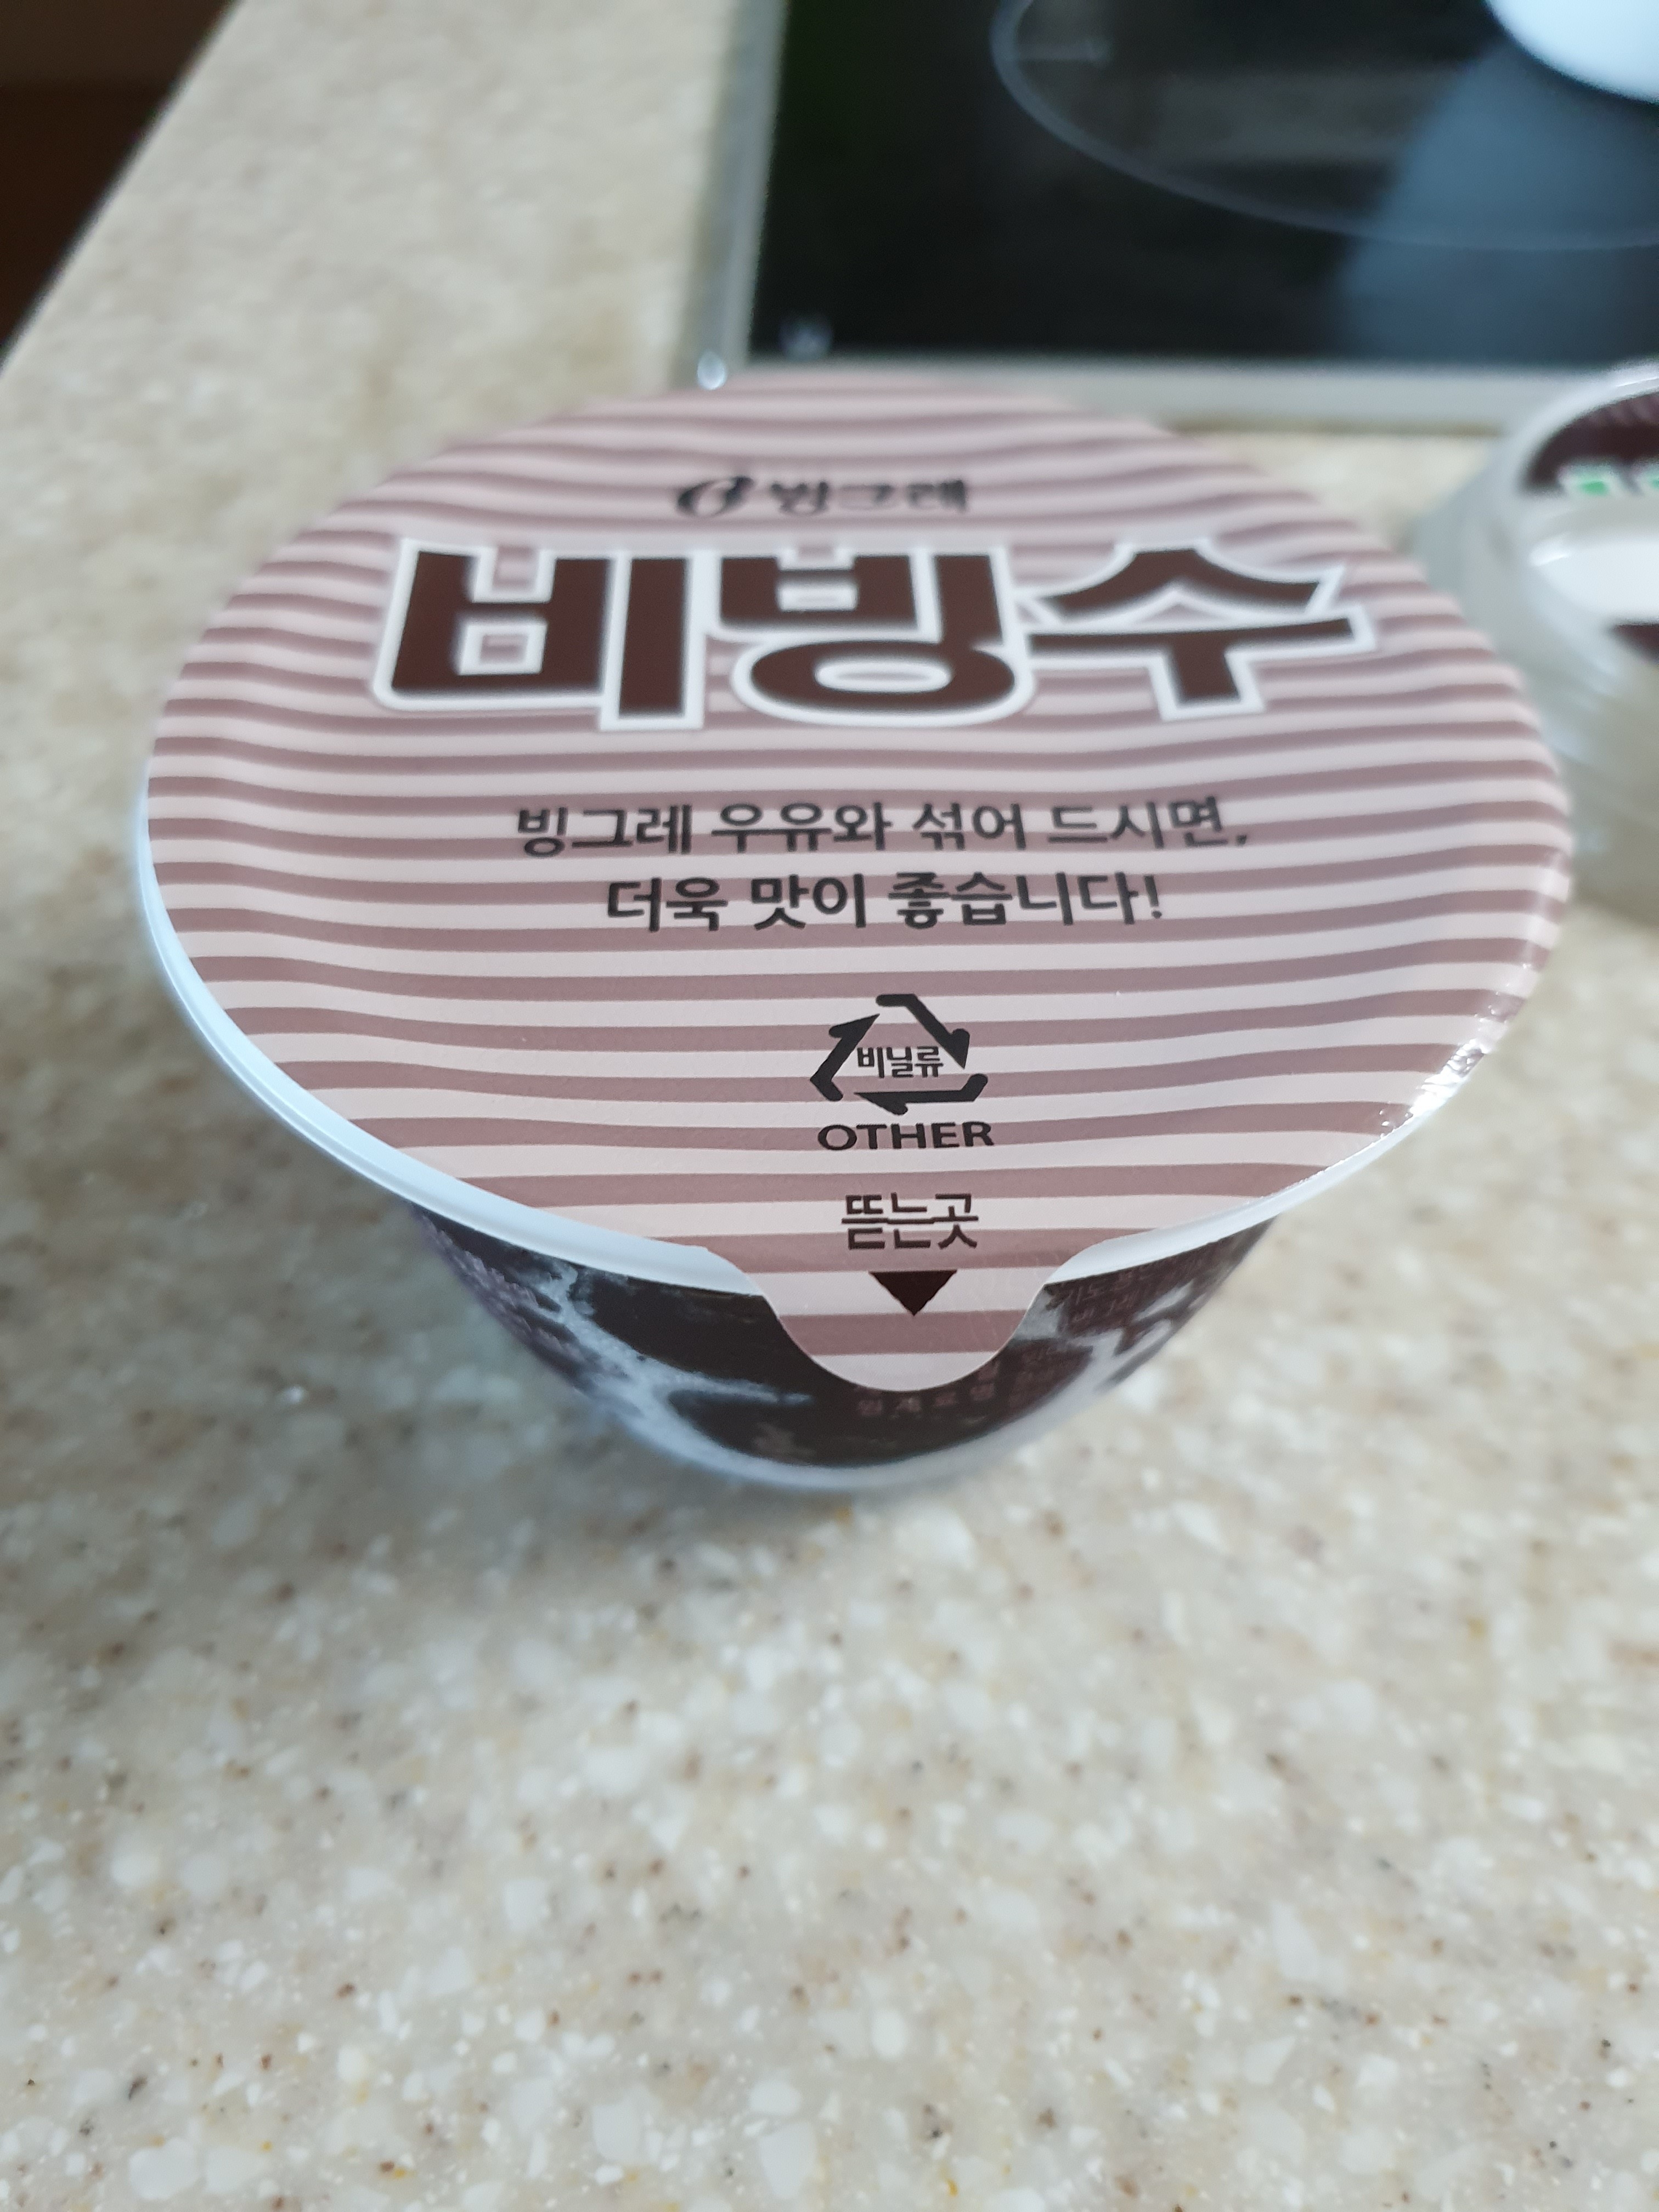 빙그레
비빙수
빙그레 우유와 섞어 드시면,
더욱 맛이 좋습니다!
비닐류
OTHER
뜯는곳